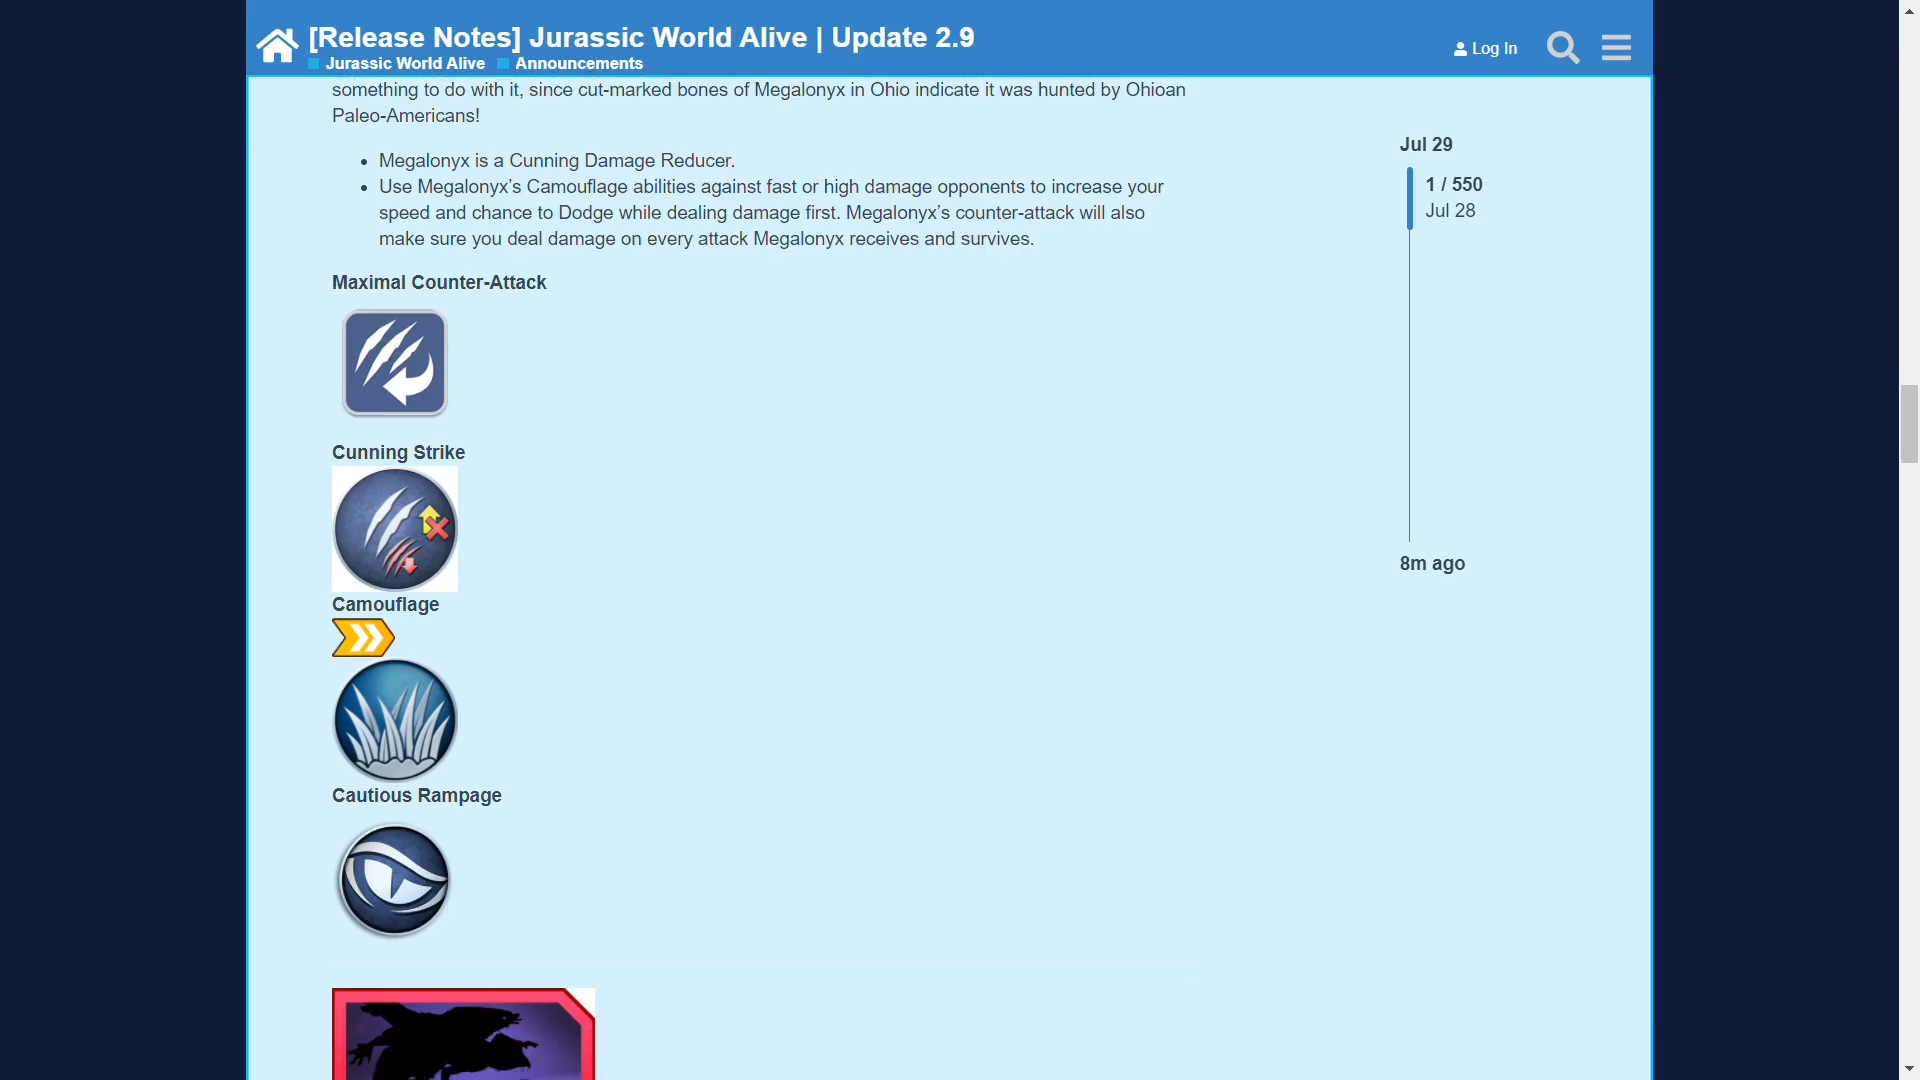 [Release Notes] Jurassic World Alive | Update 2.9
Jurassic World Alive Announcements
Log In
something to do with it, since cut-marked bones of Megalonyx in Ohio indicate it was hunted by Ohioan
Paleo-Americans!
• Megalonyx is a Cunning Damage Reducer.
• Use Megalonyx’s Camouflage abilities against fast or high damage opponents to increase your
speed and chance to Dodge while dealing damage first. Megalonyx’s counter-attack will also
make sure you deal damage on every attack Megalonyx receives and survives.
Maximal Counter-Attack
Cunning Strike
Camouflage
Cautious Rampage
Jul 29
1 / 550
Jul 28
8m ago